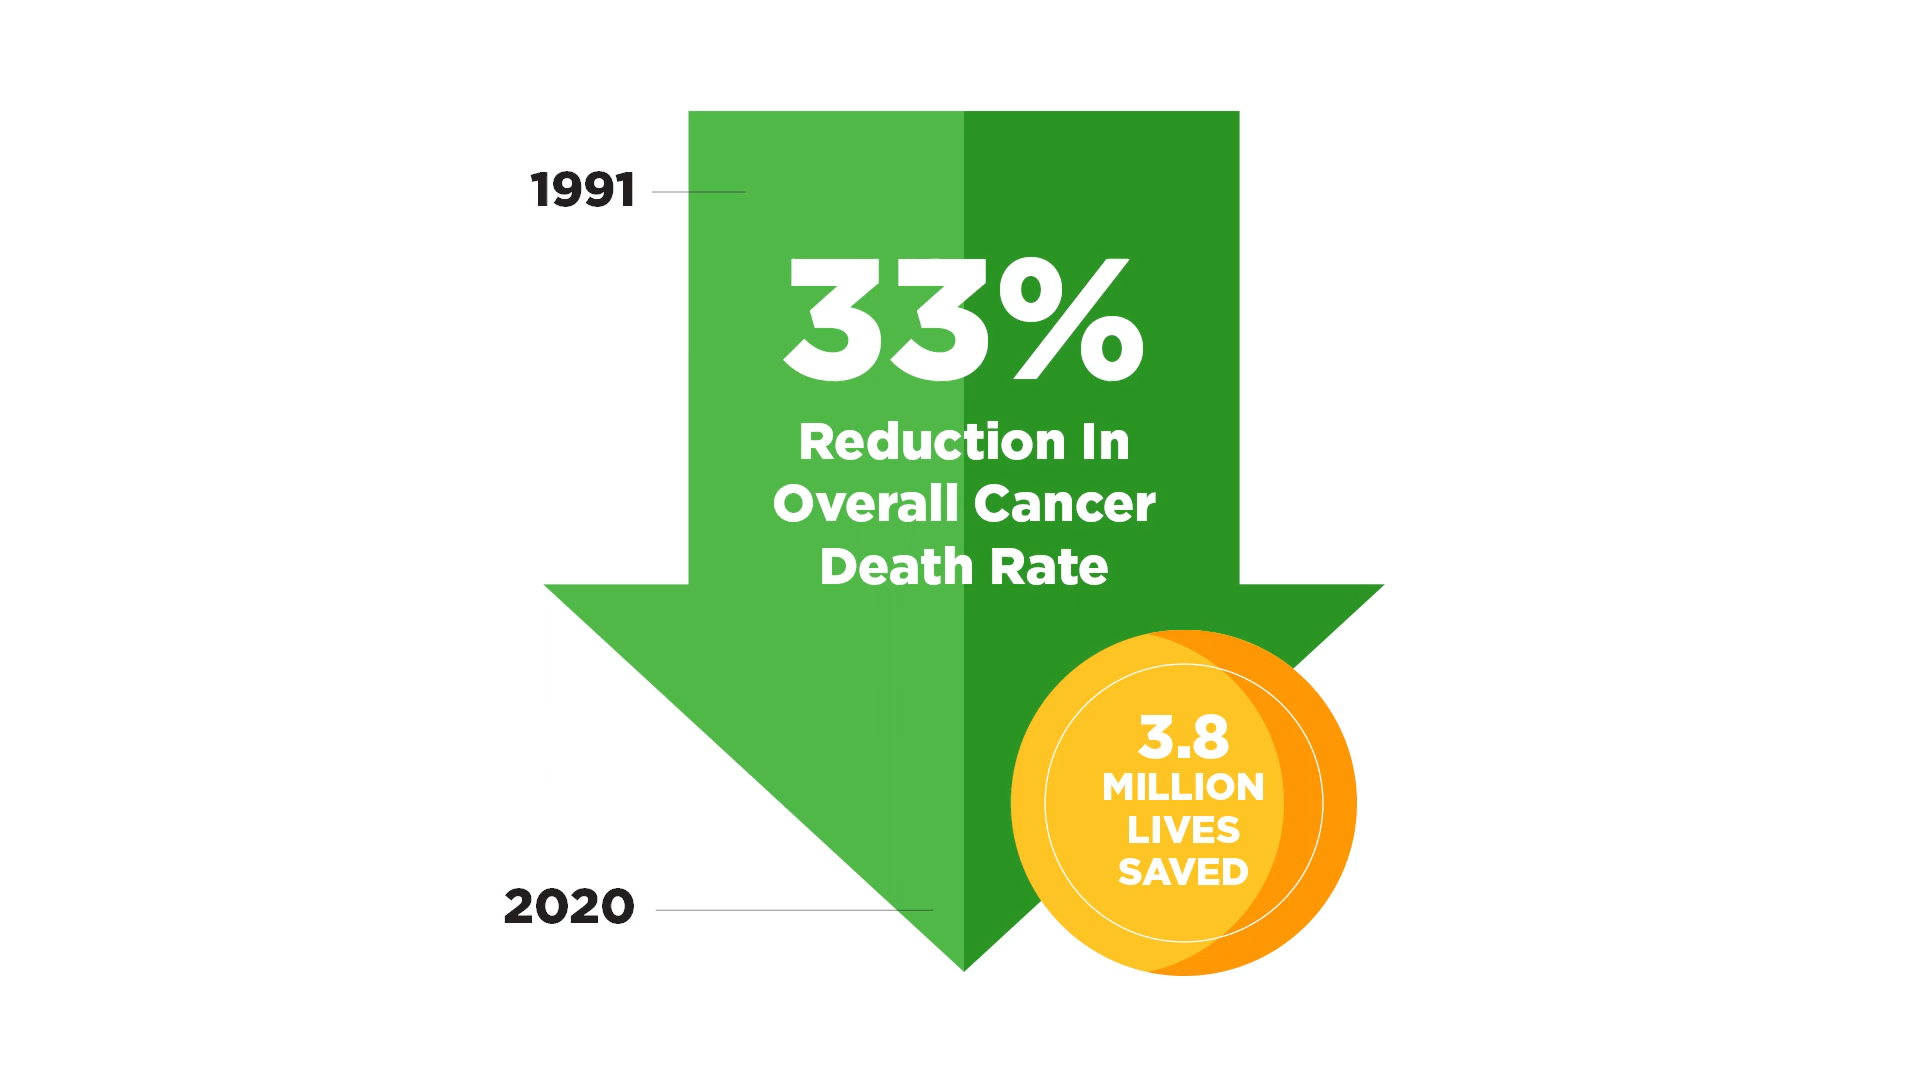 1991
33%
Reduction In
Overall Cancer
Death Rate
3.8
MILLION
LIVES
SAVED
2020